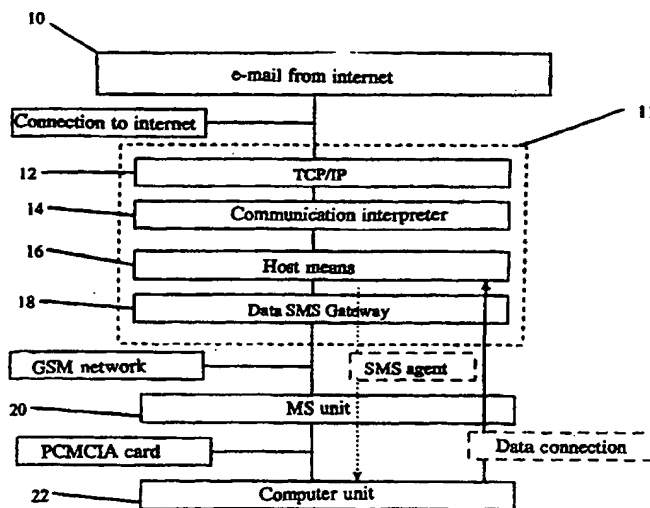 10
e-mail from internet
Connection to internet
11
12
TCP/IP
14
Communication interpreter
16
Host means
18
Data SMS Gateway
GSM network
SMS agent
20
MS unit
PCMCIA card
Data connection
22
Computer unit